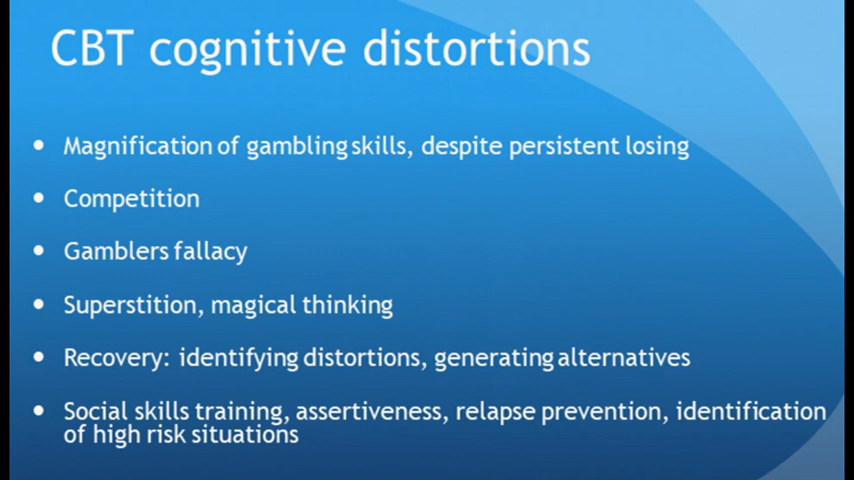 CBT cognitive distortions
• Magnification of gambling skills, despite persistent losing
• Competition
• Gamblers fallacy
• Superstition, magical thinking
• Recovery: identifying distortions, generating alternatives
• Social skills training, assertiveness, relapse prevention, identification
of high risk situations